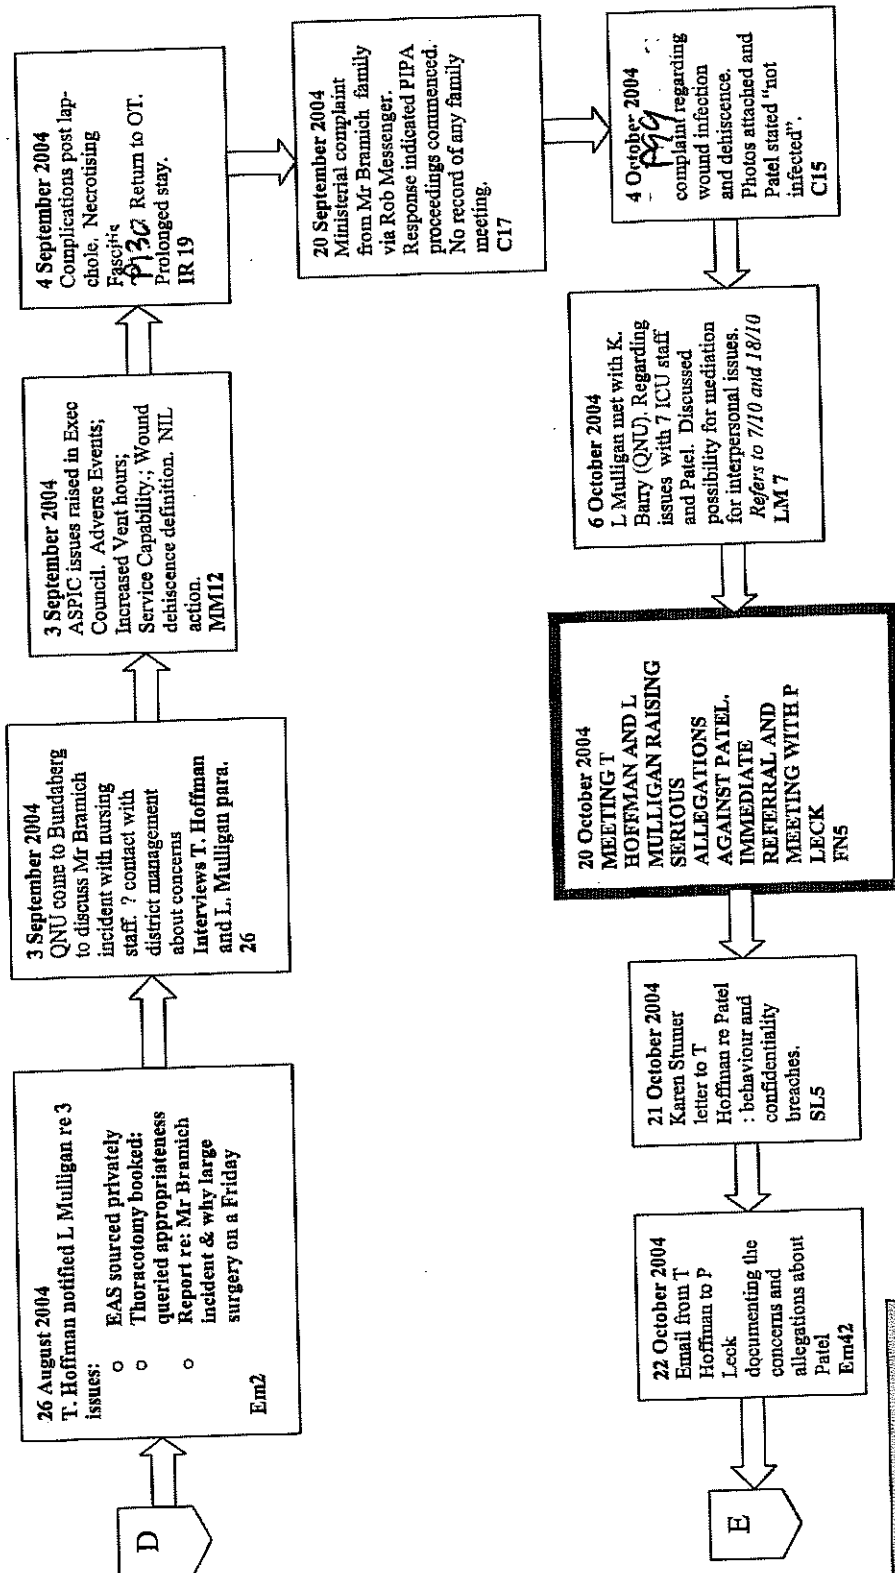 D
26 August 2004
T. Hoffman notified L Mulligan re 3
issues:
o EAS sourced privately
o Thoracotomy booked:
queried appropriateness
o Report re: Mr Bramich
incident & why large
surgery on a Friday
Em2
3 September 2004
QNU come to Bundaberg
to discuss Mr Bramich
incident with nursing
staff. ? contact with
district management
about concerns
Interviews T. Hoffman
and L. Mulligan para.
26
3 September 2004
ASPIC issues raised in Exec
Council. Adverse Events;
Increased Vent hours;
Service Capability.; Wound
dehiscence definition. NIL
action.
MM12
4 September 2004
Complications post lap-
chole. Necrotising
Fascitis
P130 Return to OT.
Prolonged stay.
IR 19
20 September 2004
Ministerial complaint
from Mr Bramich family
via Rob Messenger.
Response indicated PIPA
proceedings commenced.
No record of any family
meeting.
C17
4 October 2004
P99
complaint regarding
wound infection
and dehiscence.
Photos attached and
Patel stated “not
infected”.
C15
6 October 2004
L Mulligan met with K.
Barry (QNU). Regarding
issues with 7 ICU staff
and Patel. Discussed
possibility for mediation
for interpersonal issues.
Refers to 7/10 and 18/10
LM 7
20 October 2004
MEETING T
HOFFMAN AND L
MULLIGAN RAISING
SERIOUS
ALLEGATIONS
AGAINST PATEL.
IMMEDIATE
REFERRAL AND
MEETING WITH P
LECK
FN5
21 October 2004
Karen Stumer
letter to T
Hoffman re Patel
: behaviour and
confidentiality
breaches.
SL5
22 October 2004
Email from T
Hoffman to P
Leck
documenting the
concerns and
allegations about
Patel
Em42
E